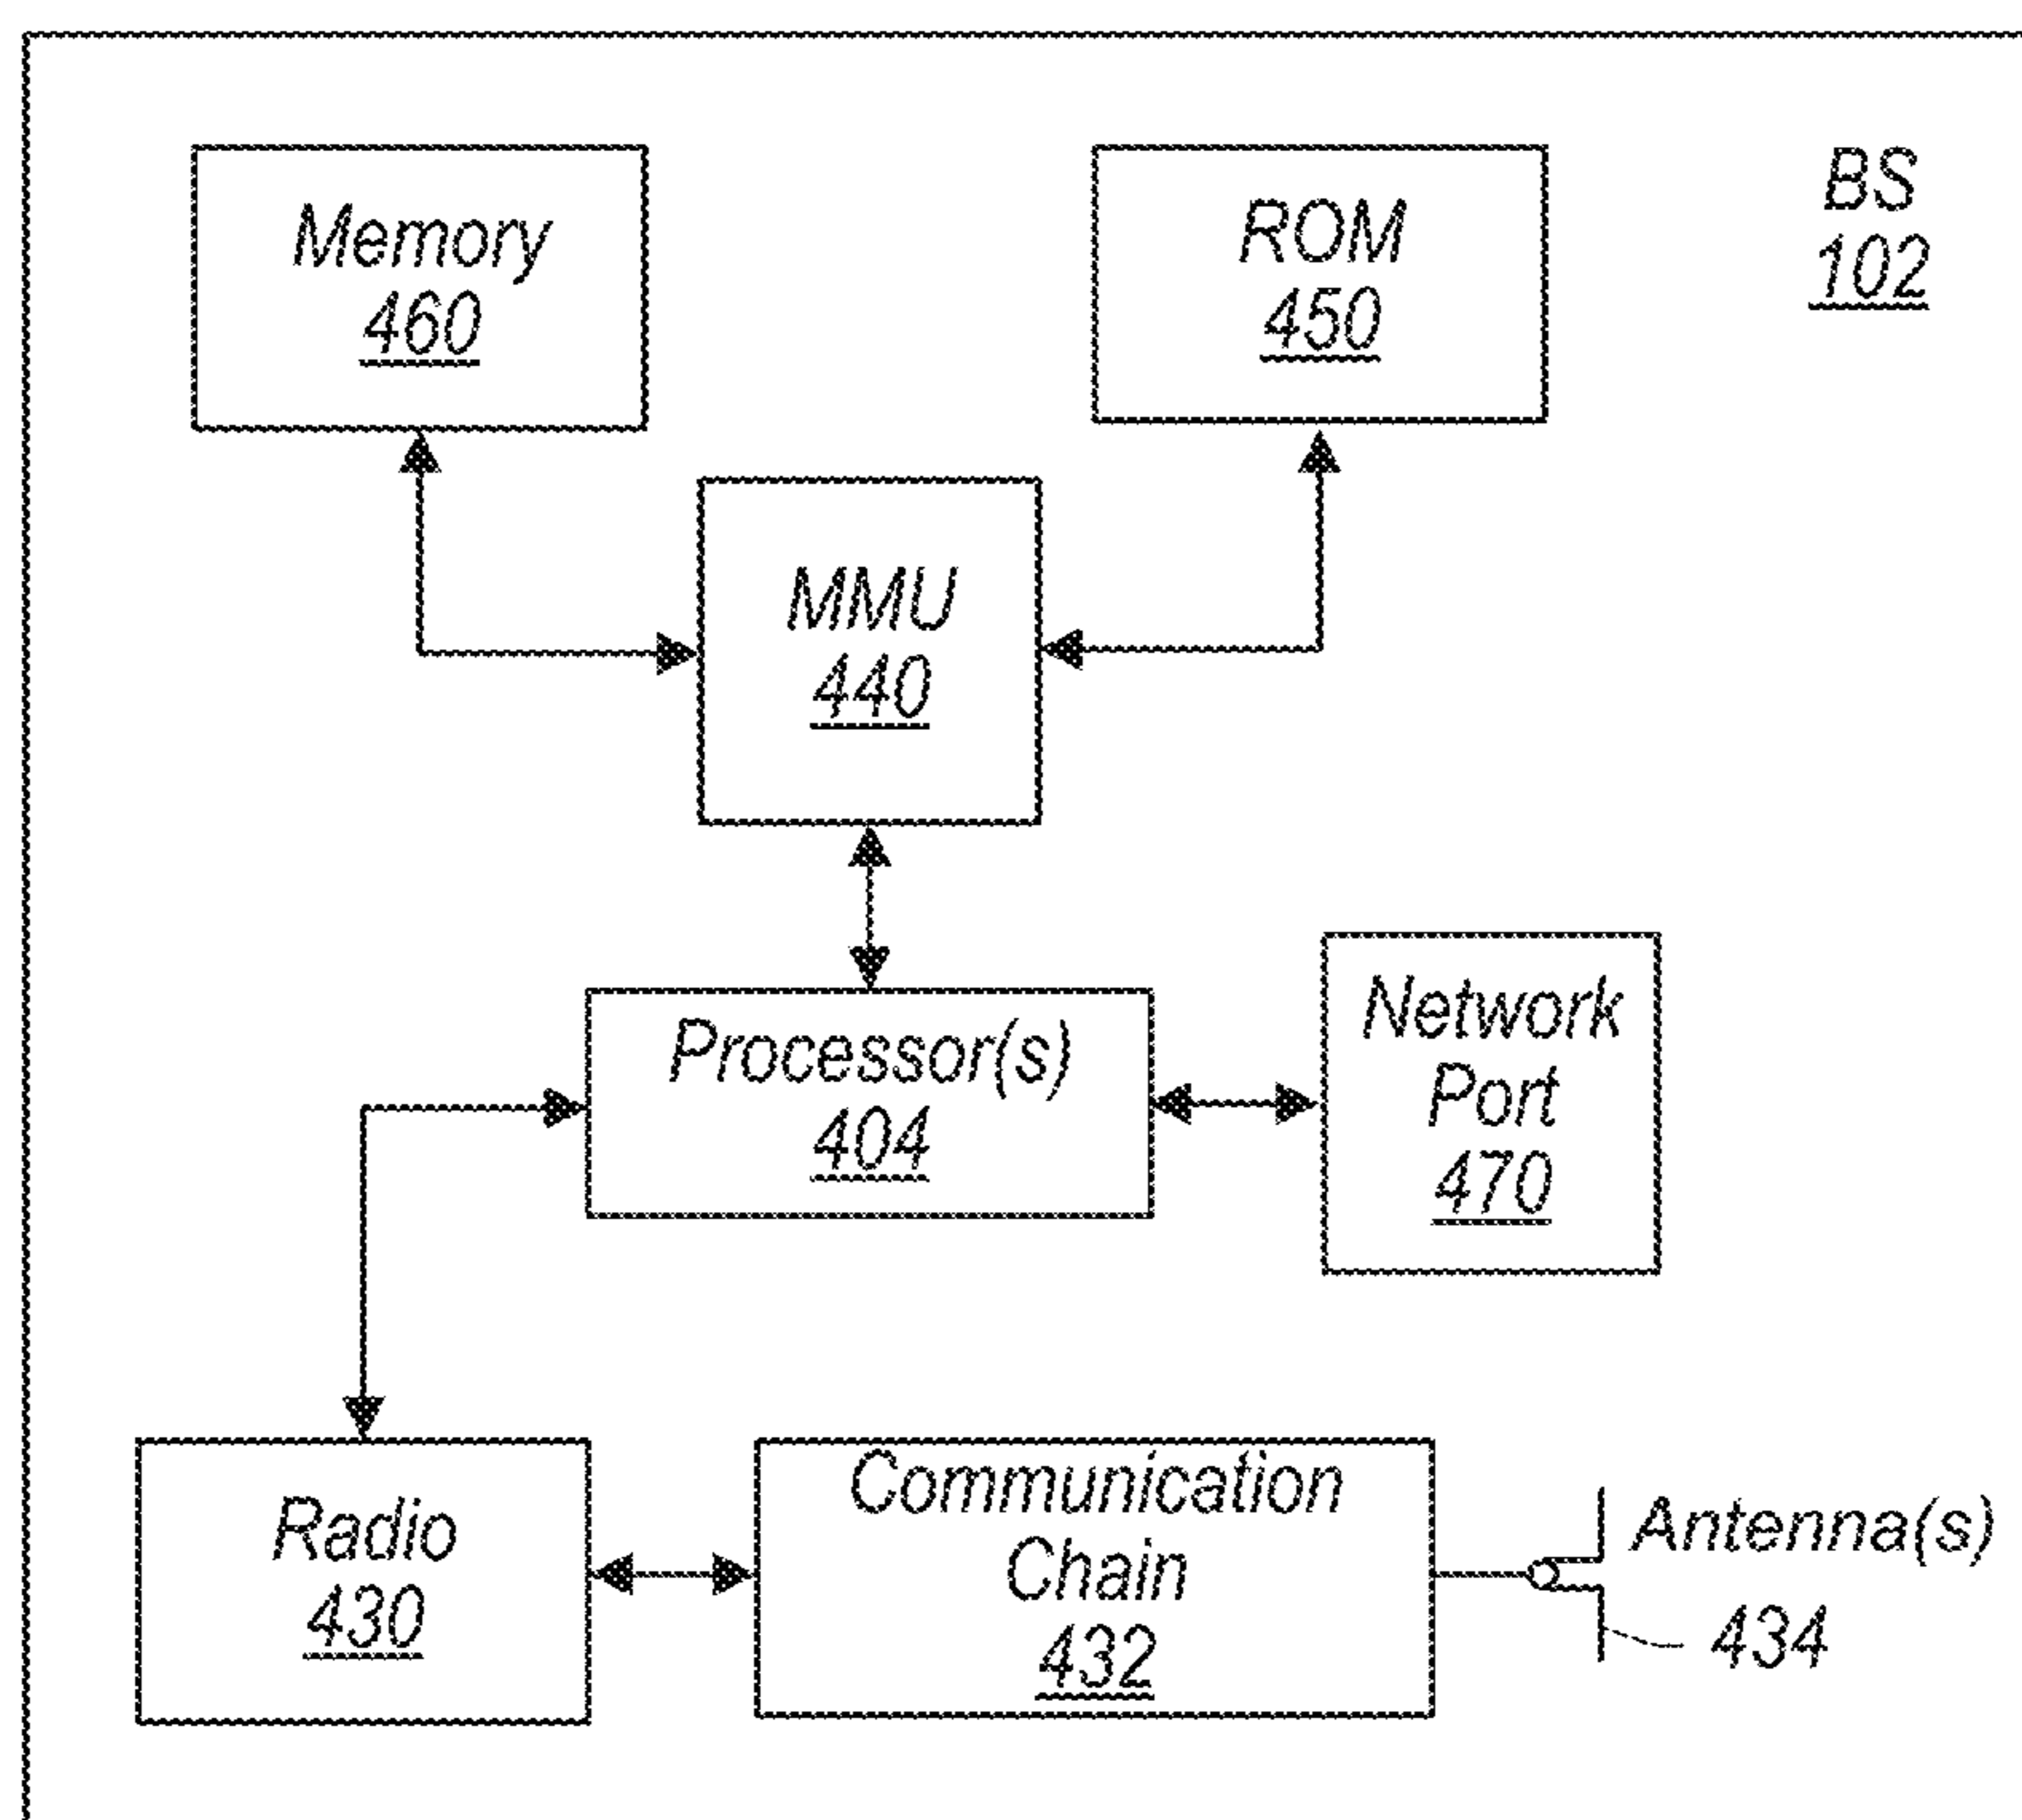 Memory
460
ROM
450
BS
102
MMU
440
Processor(s)
404
Network
Port
470
Radio
430
Communication
Chain
432
Antenna(s)
434